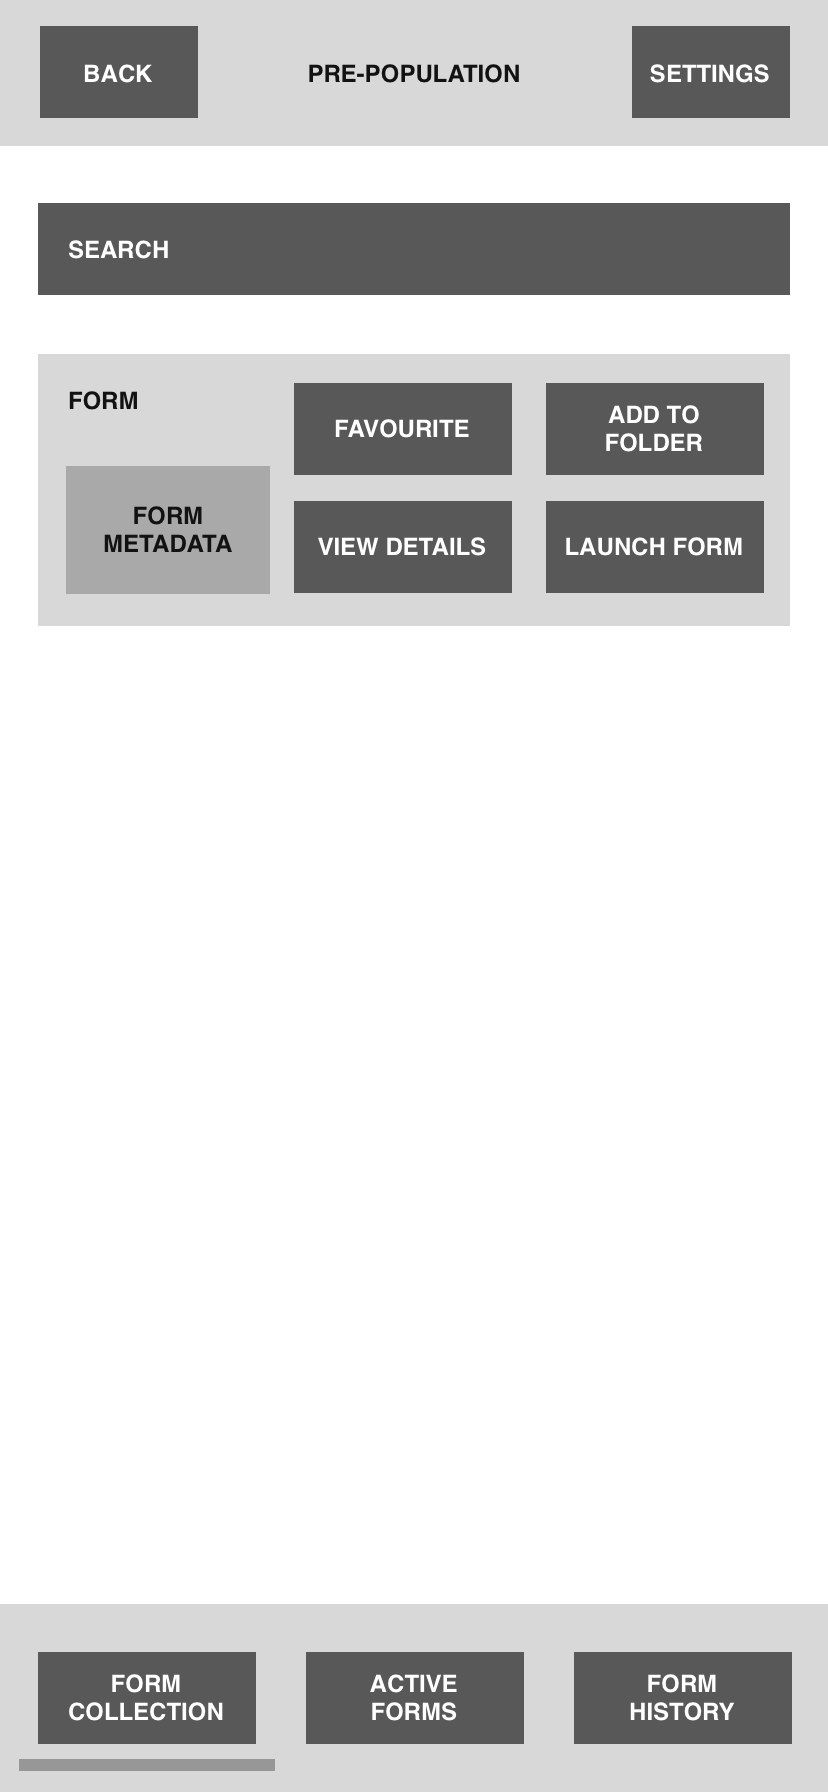 BACK
PRE-POPULATION
SETTINGS
SEARCH
FORM
FORM
METADATA
FAVOURITE
ADD TO
FOLDER
VIEW DETAILS
LAUNCH FORM
FORM
COLLECTION
ACTIVE
FORMS
FORM
HISTORY